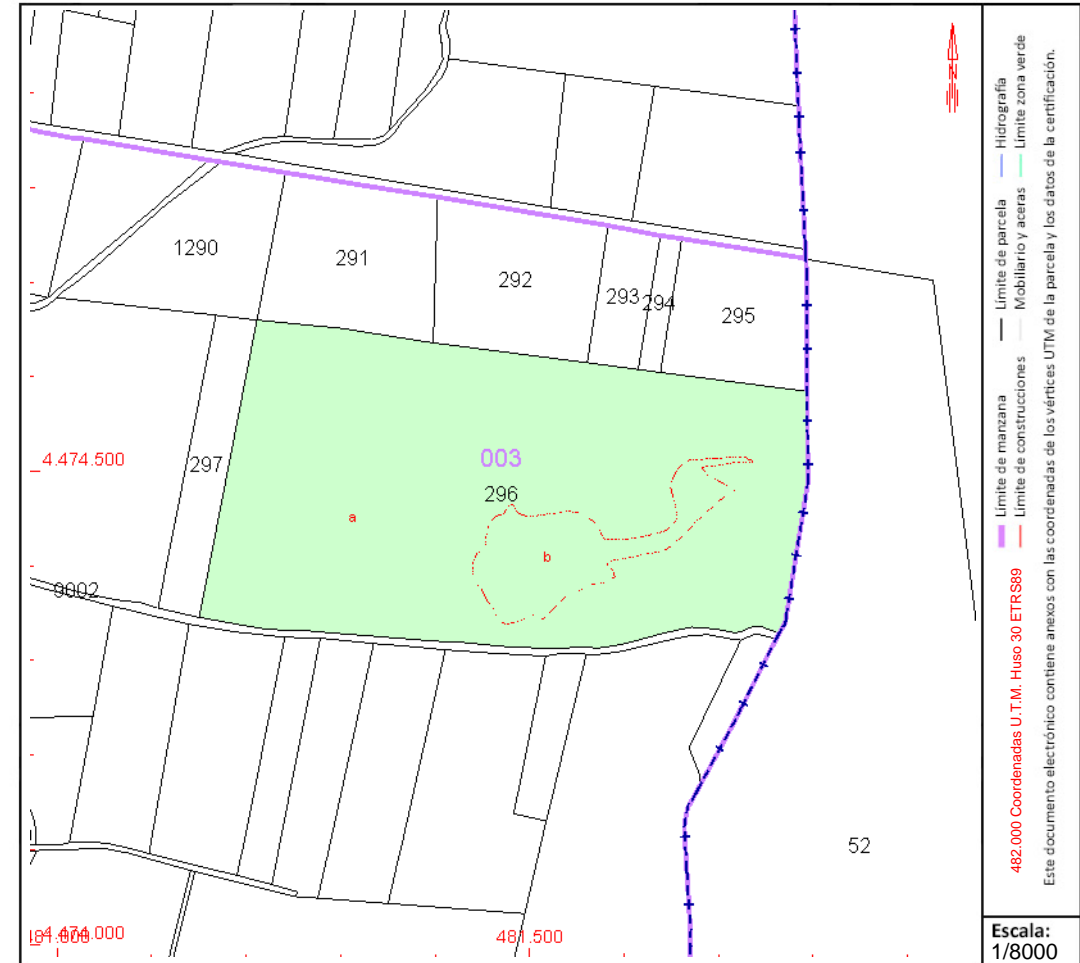 1290
291
292
293
294
295
4.474.500
297
003
296
a
b
9002
52
4.474.000
481.000
481.500
N
Límite de manzana
Límite de parcela
Hidrografía
Límite de construcciones
Mobiliario y aceras
Límite zona verde
482.000 Coordenadas U.T.M. Huso 30 ETRS89
Este documento electrónico contiene anexos con las coordenadas de los vértices UTM de la parcela y los datos de la certificación.
Escala:
1/8000